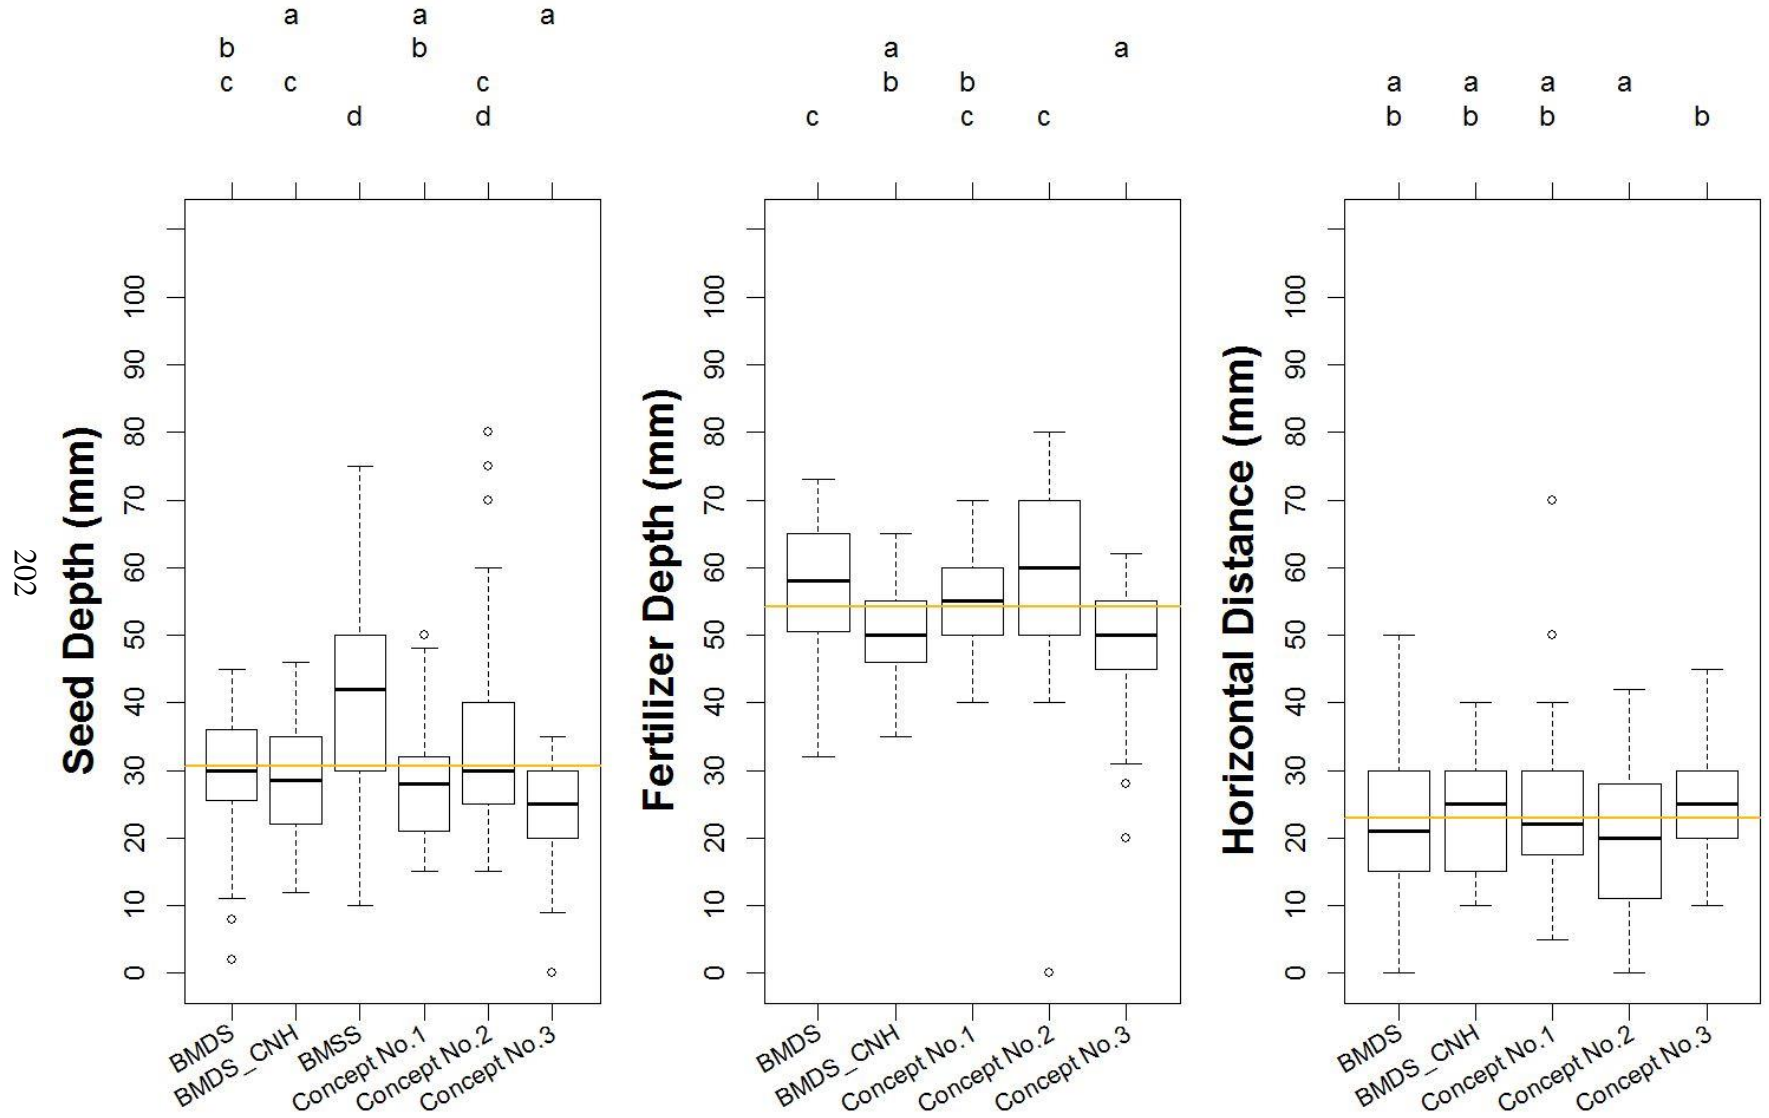 a a a
b b
c c c
d d
a a
b b
c c c
a a a a
b b b b
202
Seed Depth (mm)
100
90
80
70
60
50
40
30
20
10
0
BMDS
BMDS_CNH
BMSS
Concept No.1
Concept No.2
Concept No.3
Fertilizer Depth (mm)
100
90
80
70
60
50
40
30
20
10
0
BMDS
BMDS_CNH
Concept No.1
Concept No.2
Concept No.3
Horizontal Distance (mm)
100
90
80
70
60
50
40
30
20
10
0
BMDS
BMDS_CNH
Concept No.1
Concept No.2
Concept No.3